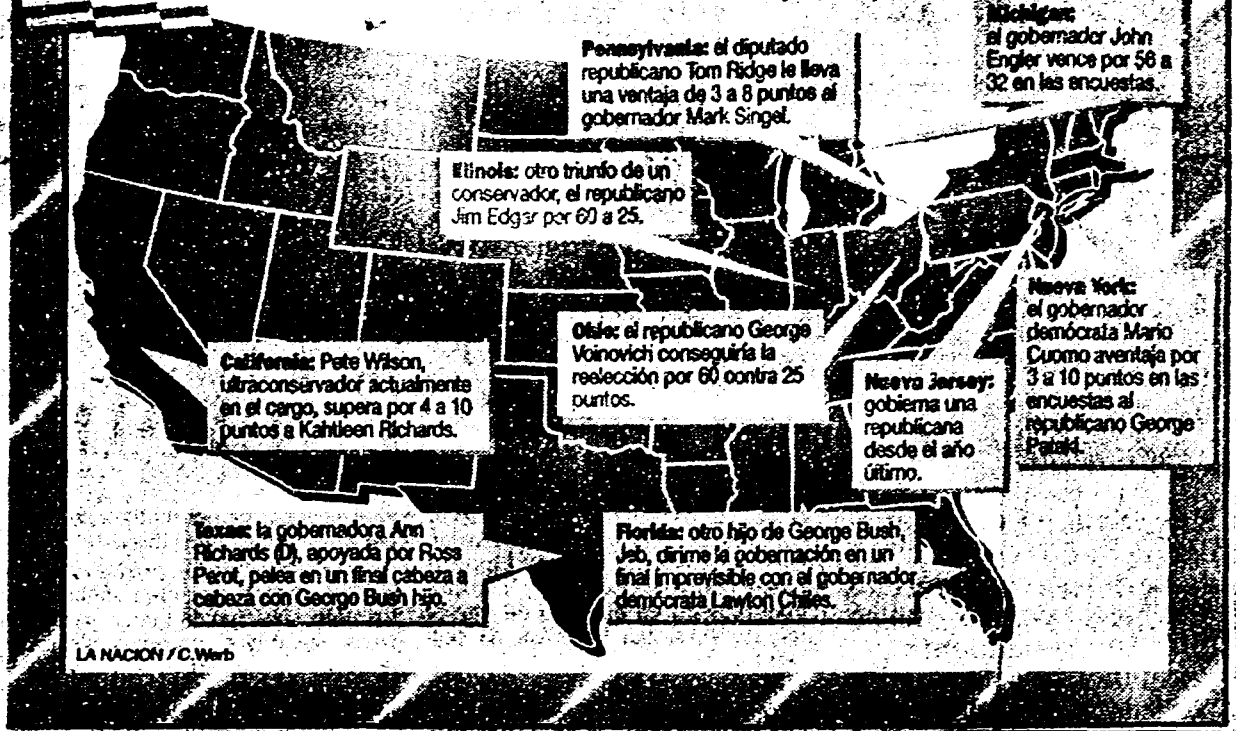 Michigan:
el gobernador John
Engler vence por 56 a
32 en las encuestas.
Pennsylvania: el diputado
republicano Tom Ridge le lleva
una ventaja de 3 a 8 puntos al
gobernador Mark Singel.
Illinois: otro triunfo de un
conservador, el republicano
Jim Edgar por 60 a 25.
Nueva York:
el gobernador
demócrata Mario
Cuomo aventaja por
3 a 10 puntos en las
encuestas al
republicano George
Pataki.
Ohio: el republicano George
Voinovich conseguiría la
reelección por 60 contra 25
puntos.
California: Pete Wilson,
ultraconservador actualmente
en el cargo, supera por 4 a 10
puntos a Kahtleen Richards.
Nueva Jersey:
gobierna una
republicana
desde el año
último.
Texas: la gobernadora Ann
Richards (D), apoyada por Ross
Perot, pelea en un final cabeza a
cabeza con George Bush hijo.
Florida: otro hijo de George Bush,
Jeb, dirime la gobernación en un
final imprevisible con el gobernador
demócrata Lawton Chiles.
LA NACION / C.Werb